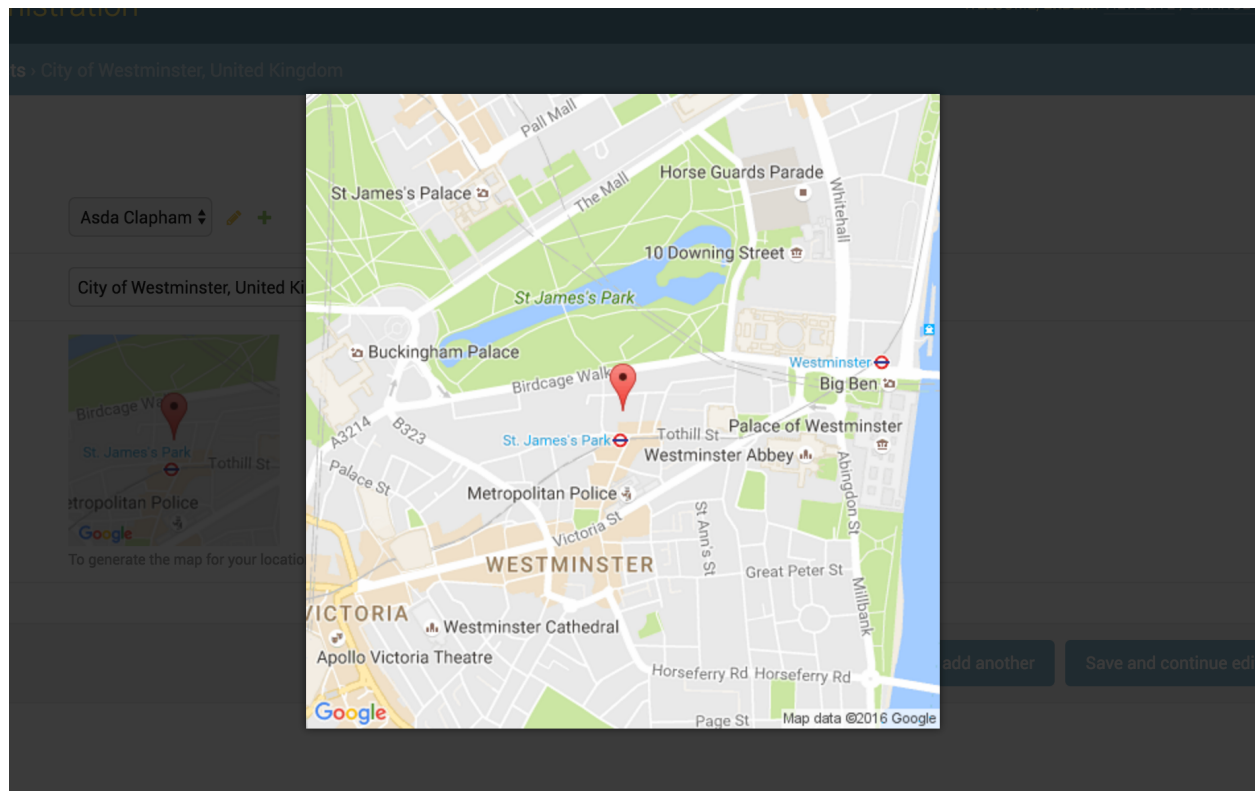 ts › City of Westminster, United Kingdom
Asda Clapham
City of Westminster, United Ki
Birdcage Wa
St. James's Park
Tothill St
etropolitan Police
Google
To generate the map for your locatio
Pall Mall
Horse Guards Parade
St James's Palace
The Mall
Whitehall
10 Downing Street
St James's Park
Buckingham Palace
Westminster
Birdcage Walk
Big Ben
A3214
B323
Palace of Westminster
St. James's Park
Tothill St
Westminster Abbey
Palace St
Metropolitan Police
Abingdon St
Victoria St
St Ann's St
WESTMINSTER
Great Peter St
Millbank
VICTORIA
Westminster Cathedral
Apollo Victoria Theatre
Horseferry Rd
Horseferry Rd
Google
Page St
Map data ©2016 Google
add another
Save and continue edi